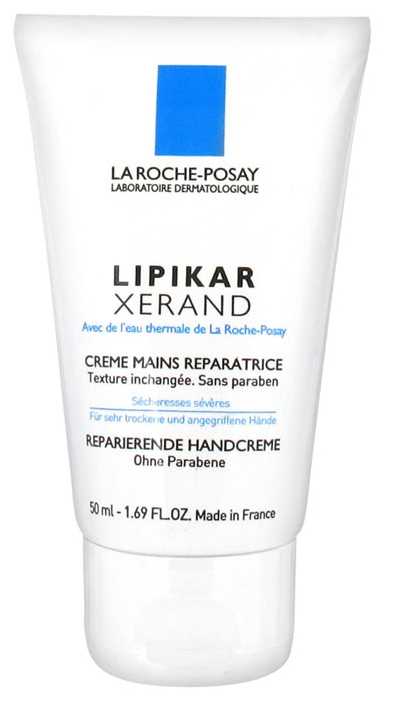 LA ROCHE-POSAY
LABORATOIRE DERMATOLOGIQUE
LIPIKAR
XERAND
Avec de l'eau thermale de La Roche-Posay
CREME MAINS REPARATRICE
Texture inchangée. Sans paraben
Sécheresses sévères
Für sehr trockene und angegriffene Hände
REPARIERENDE HANDCREME
Ohne Parabene
50 ml - 1.69 FL.OZ. Made in France